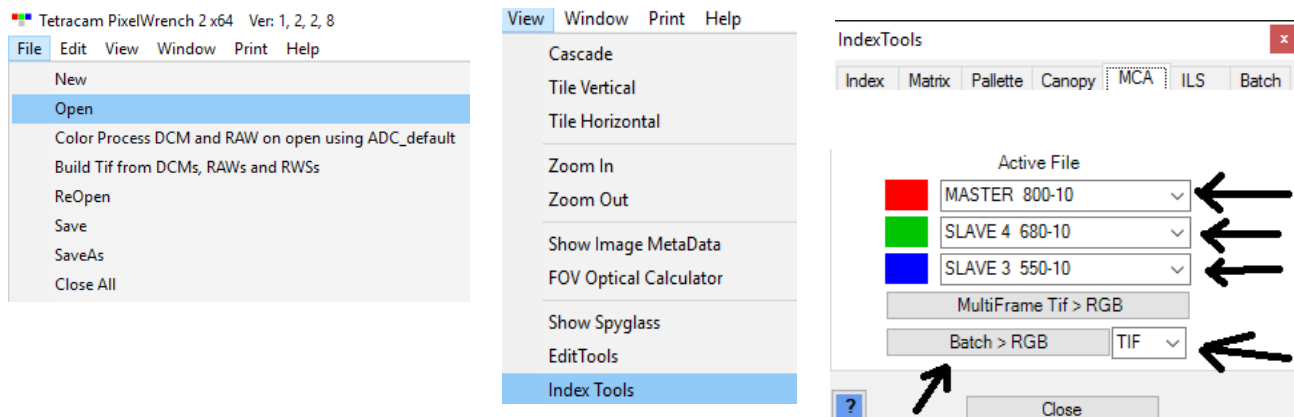 Tetracam PixelWrench 2 x64 Ver: 1, 2, 2, 8
File Edit View Window Print Help
New
Open
Color Process DCM and RAW on open using ADC_default
Build Tif from DCMs, RAWs and RWSs
ReOpen
Save
SaveAs
Close All
View Window Print Help
Cascade
Tile Vertical
Tile Horizontal
Zoom In
Zoom Out
Show Image MetaData
FOV Optical Calculator
Show Spyglass
EditTools
Index Tools
IndexTools x
Index Matrix Pallette Canopy MCA ILS Batch
Active File
MASTER 800-10
SLAVE 4 680-10
SLAVE 3 550-10
MultiFrame Tif > RGB
Batch > RGB TIF
? Close